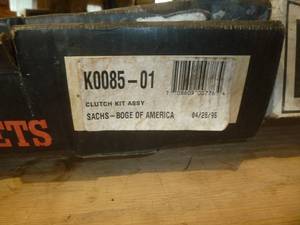 K0085-01
CLUTCH KIT ASSY
SACHS-BOGE OF AMERICA 04/28/95
ETS